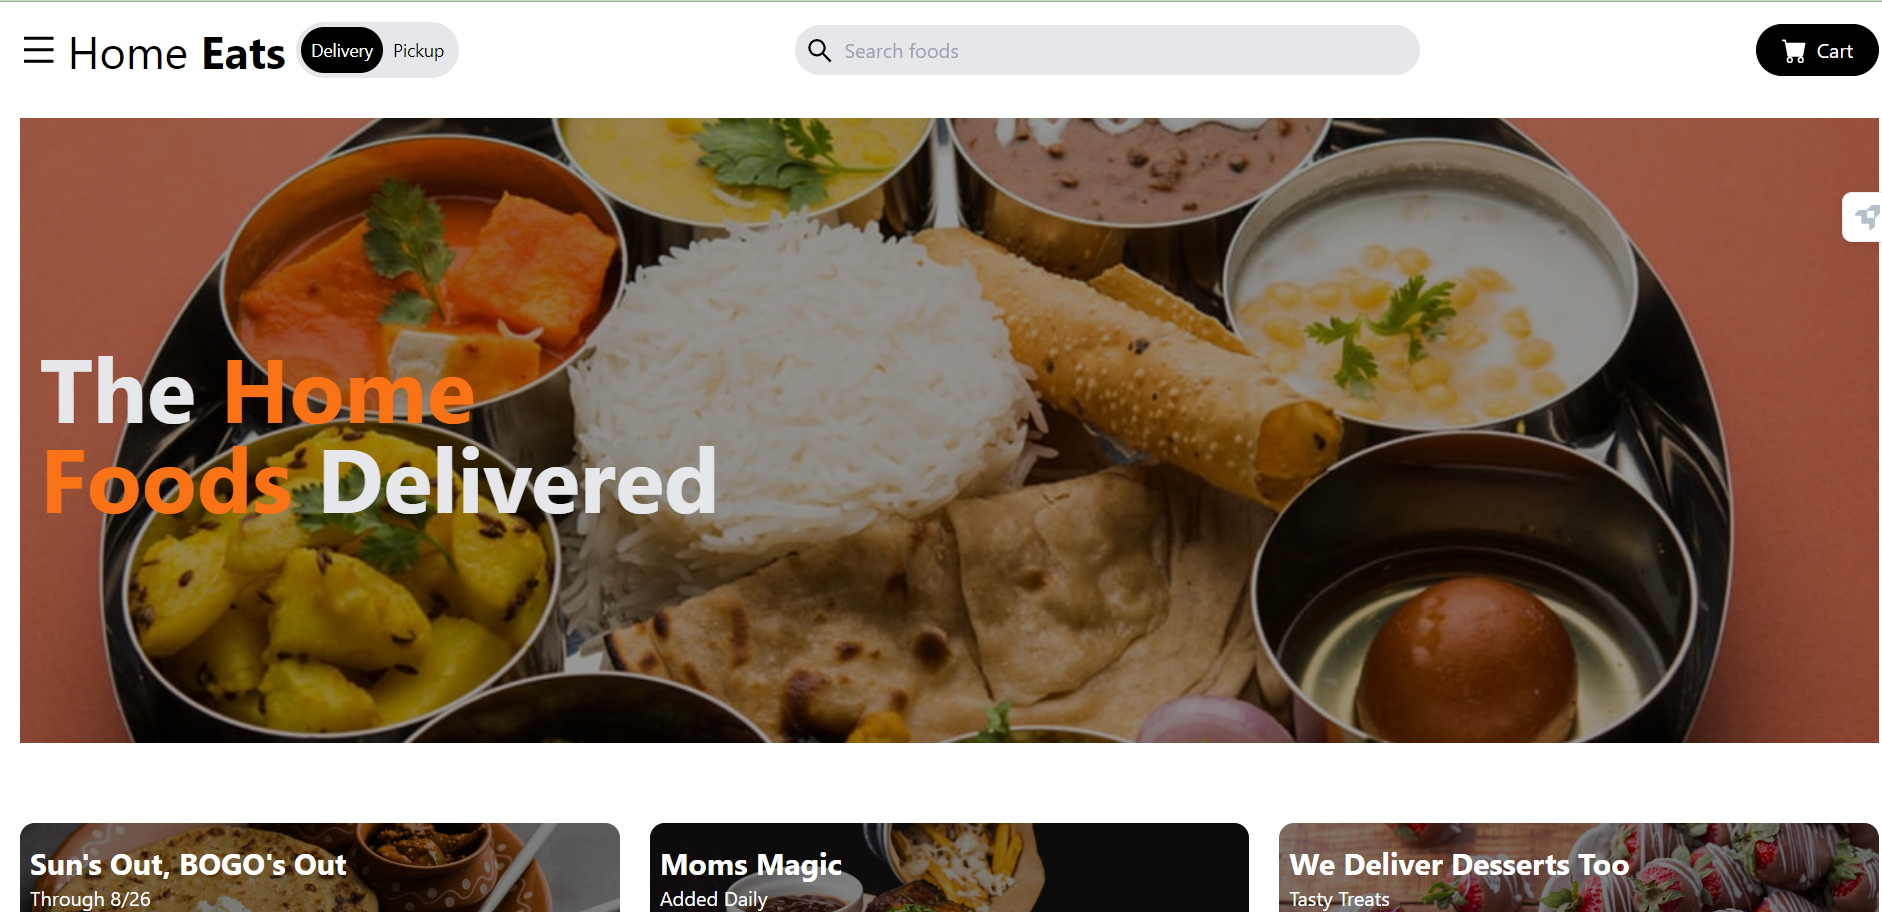 Home Eats
Delivery Pickup
Search foods
Cart
The Home
Foods Delivered
Sun's Out, BOGO's Out
Through 8/26
Moms Magic
Added Daily
We Deliver Desserts Too
Tasty Treats